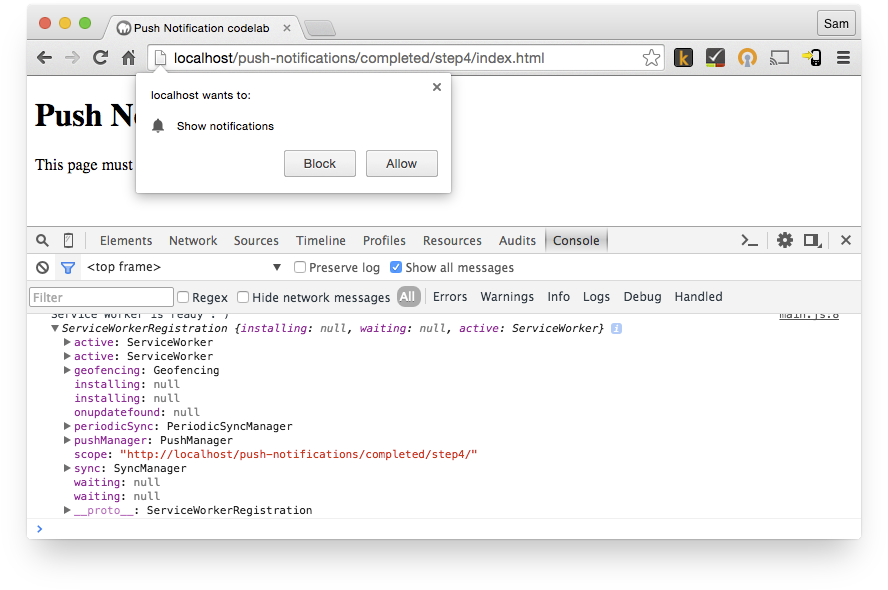 Push Notification codelab
Sam
localhost/push-notifications/completed/step4/index.html
localhost wants to:
Show notifications
Block Allow
Push No
This page must
Elements Network Sources Timeline Profiles Resources Audits Console
<top frame> Preserve log Show all messages
Filter Regex Hide network messages All Errors Warnings Info Logs Debug Handled
Service Worker is ready :^) main.js:8
ServiceWorkerRegistration {installing: null, waiting: null, active: ServiceWorker}
active: ServiceWorker
active: ServiceWorker
geofencing: Geofencing
installing: null
installing: null
onupdatefound: null
periodicSync: PeriodicSyncManager
pushManager: PushManager
scope: "http://localhost/push-notifications/completed/step4/"
sync: SyncManager
waiting: null
waiting: null
__proto__: ServiceWorkerRegistration